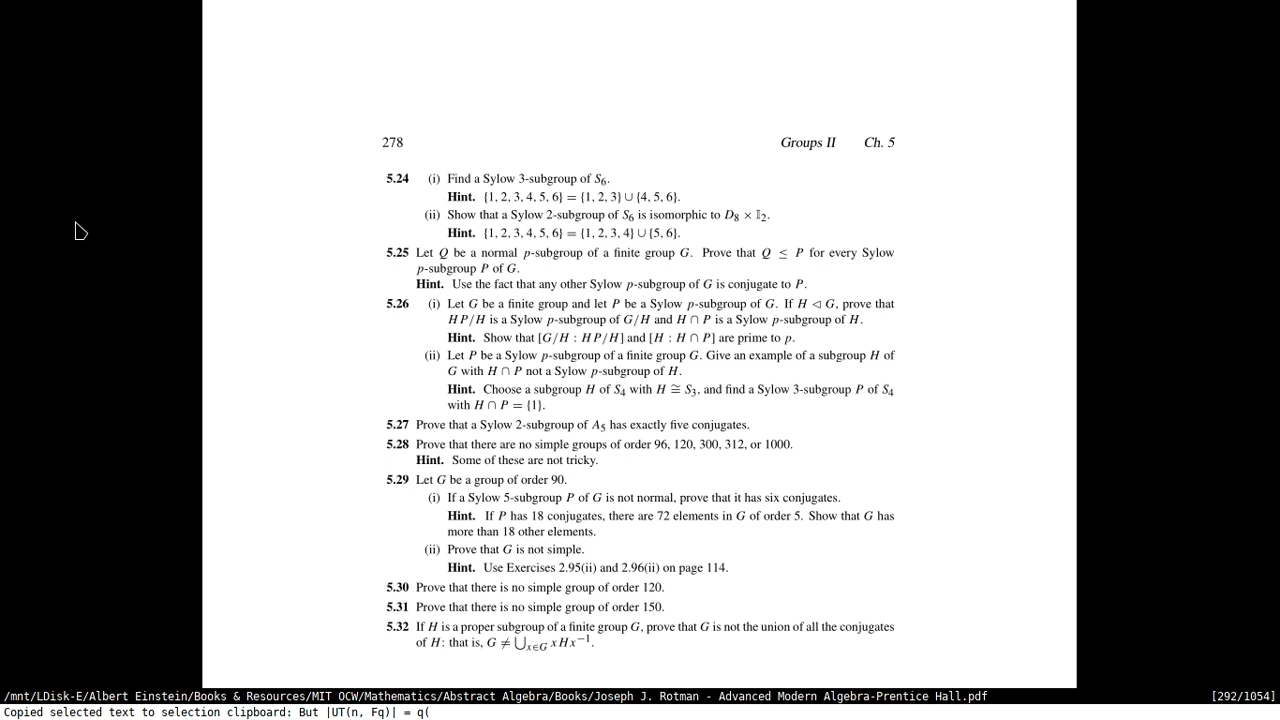 278 Groups II Ch. 5
5.24 (i) Find a Sylow 3-subgroup of S₆.
Hint. {1, 2, 3, 4, 5, 6} = {1, 2, 3} ∪ {4, 5, 6}.
(ii) Show that a Sylow 2-subgroup of S₆ is isomorphic to D₈ × 𝕀₂.
Hint. {1, 2, 3, 4, 5, 6} = {1, 2, 3, 4} ∪ {5, 6}.
5.25 Let Q be a normal p-subgroup of a finite group G. Prove that Q ≤ P for every Sylow
p-subgroup P of G.
Hint. Use the fact that any other Sylow p-subgroup of G is conjugate to P.
5.26 (i) Let G be a finite group and let P be a Sylow p-subgroup of G. If H ◁ G, prove that
HP/H is a Sylow p-subgroup of G/H and H ∩ P is a Sylow p-subgroup of H.
Hint. Show that [G/H : HP/H] and [H : H ∩ P] are prime to p.
(ii) Let P be a Sylow p-subgroup of a finite group G. Give an example of a subgroup H of
G with H ∩ P not a Sylow p-subgroup of H.
Hint. Choose a subgroup H of S₄ with H ≅ S₃, and find a Sylow 3-subgroup P of S₄
with H ∩ P = {1}.
5.27 Prove that a Sylow 2-subgroup of A₅ has exactly five conjugates.
5.28 Prove that there are no simple groups of order 96, 120, 300, 312, or 1000.
Hint. Some of these are not tricky.
5.29 Let G be a group of order 90.
(i) If a Sylow 5-subgroup P of G is not normal, prove that it has six conjugates.
Hint. If P has 18 conjugates, there are 72 elements in G of order 5. Show that G has
more than 18 other elements.
(ii) Prove that G is not simple.
Hint. Use Exercises 2.95(ii) and 2.96(ii) on page 114.
5.30 Prove that there is no simple group of order 120.
5.31 Prove that there is no simple group of order 150.
5.32 If H is a proper subgroup of a finite group G, prove that G is not the union of all the conjugates
of H: that is, G ≠ ⋃ₓ∈G xHx⁻¹.
/mnt/LDisk-E/Albert Einstein/Books & Resources/MIT OCW/Mathematics/Abstract Algebra/Books/Joseph J. Rotman - Advanced Modern Algebra-Prentice Hall.pdf [292/1054]
Copied selected text to selection clipboard: But |UT(n, Fq)| = q(